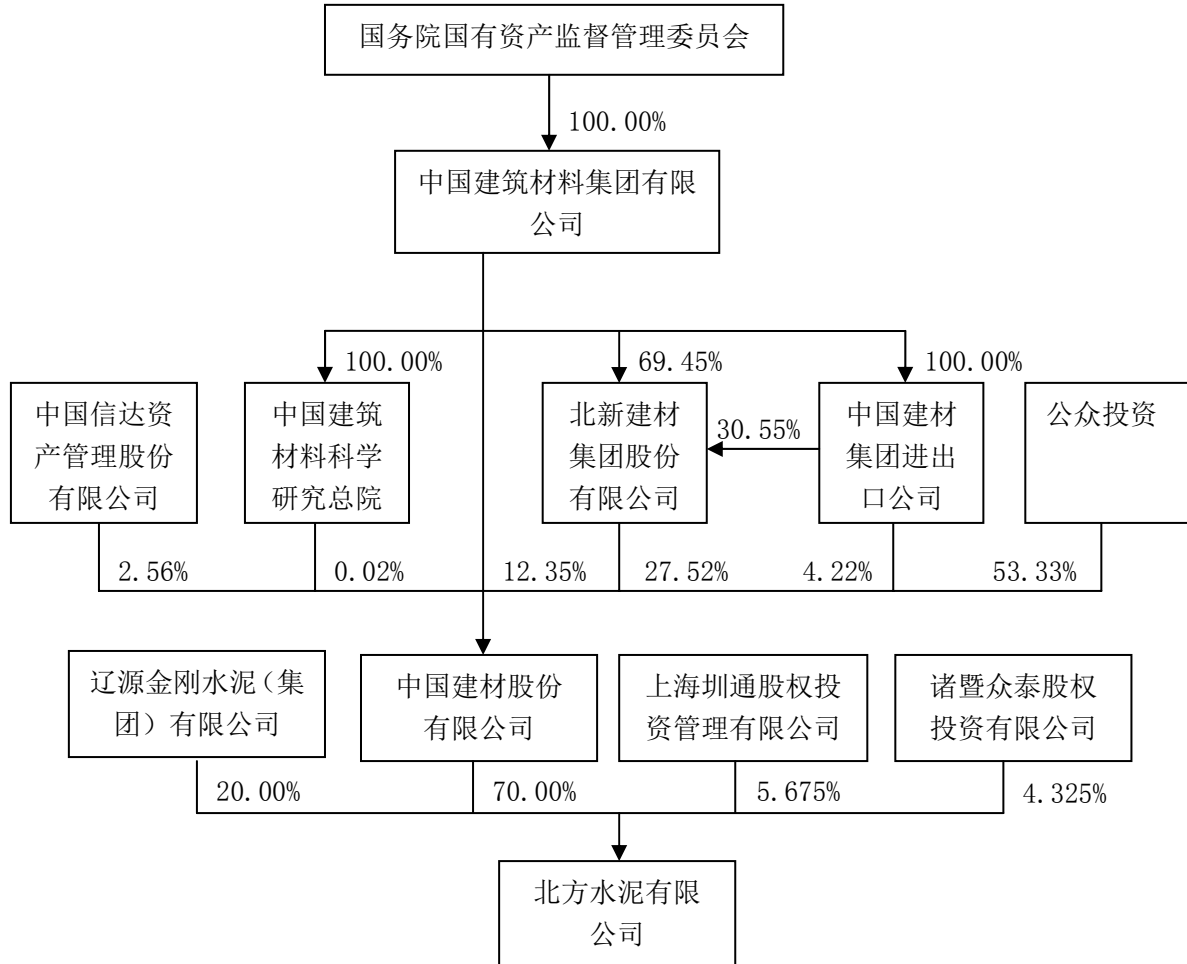 国务院国有资产监督管理委员会
100.00%
中国建筑材料集团有限
公司
100.00%
69.45%
100.00%
中国信达资
产管理股份
有限公司
中国建筑
材料科学
研究总院
北新建材
集团股份
有限公司
30.55%
中国建材
集团进出
口公司
公众投资
2.56%
0.02%
12.35%
27.52%
4.22%
53.33%
辽源金刚水泥（集
团）有限公司
中国建材股份
有限公司
上海圳通股权投
资管理有限公司
诸暨众泰股权
投资有限公司
20.00%
70.00%
5.675%
4.325%
北方水泥有限
公司